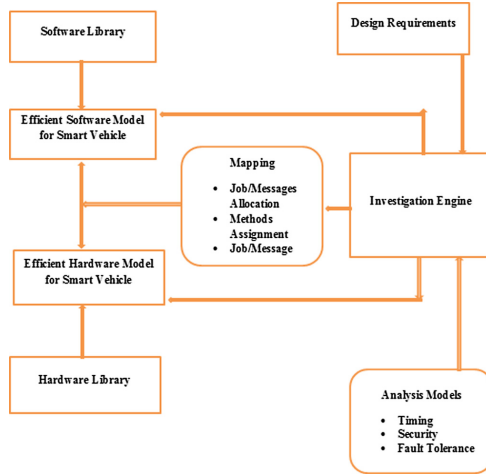 Software Library
Design Requirements
Efficient Software Model
for Smart Vehicle
Mapping
• Job/Messages
Allocation
• Methods
Assignment
• Job/Message
Investigation Engine
Efficient Hardware Model
for Smart Vehicle
Hardware Library
Analysis Models
• Timing
• Security
• Fault Tolerance